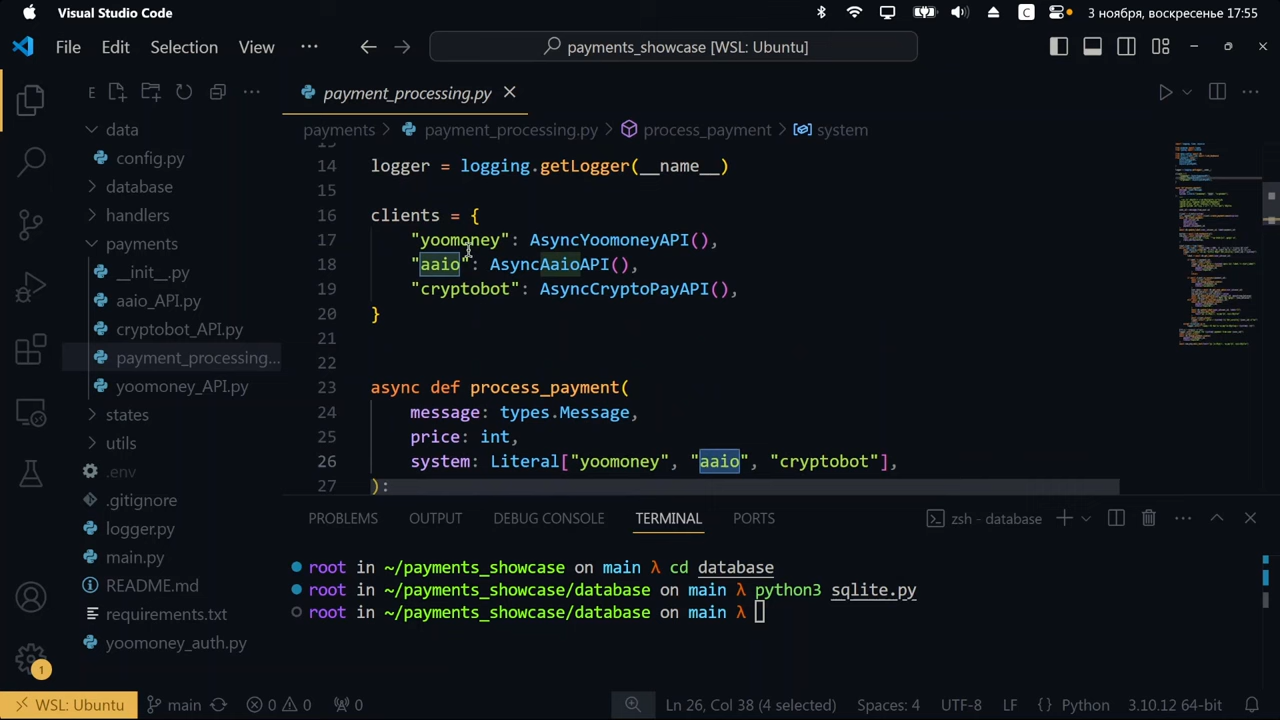 Visual Studio Code
C
3 ноября, воскресенье 17:55
File Edit Selection View ··· payments_showcase [WSL: Ubuntu]
E
data
config.py
database
handlers
payments
__init__.py
aaio_API.py
cryptobot_API.py
payment_processing...
yoomoney_API.py
states
utils
.env
.gitignore
logger.py
main.py
README.md
requirements.txt
yoomoney_auth.py
1
payment_processing.py
payments > payment_processing.py > process_payment > system
14 logger = logging.getLogger(__name__)
15
16 clients = {
17 "yoomoney": AsyncYoomoneyAPI(),
18 "aaio": AsyncAaioAPI(),
19 "cryptobot": AsyncCryptoPayAPI(),
20 }
21
22
23 async def process_payment(
24 message: types.Message,
25 price: int,
26 system: Literal["yoomoney", "aaio", "cryptobot"],
27 ):
PROBLEMS OUTPUT DEBUG CONSOLE TERMINAL PORTS zsh - database
root in ~/payments_showcase on main λ cd database
root in ~/payments_showcase/database on main λ python3 sqlite.py
root in ~/payments_showcase/database on main λ
WSL: Ubuntu main 0 0 0 Ln 26, Col 38 (4 selected) Spaces: 4 UTF-8 LF {} Python 3.10.12 64-bit